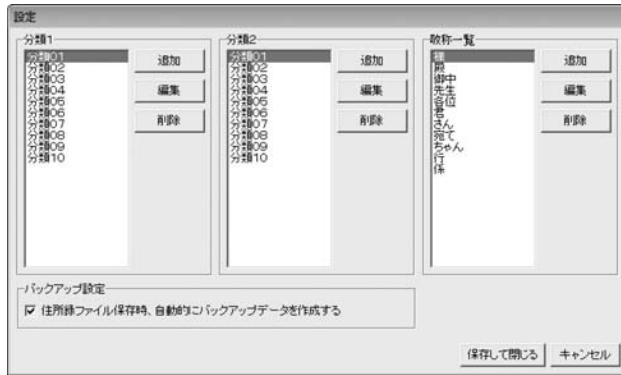 設定
分類1
分類01
分類02
分類03
分類04
分類05
分類06
分類07
分類08
分類09
分類10
追加
編集
削除
分類2
分類01
分類02
分類03
分類04
分類05
分類06
分類07
分類08
分類09
分類10
追加
編集
削除
敬称一覧
様
殿
御中
先生
各位
君
さん
宛て
ちゃん
行
係
追加
編集
削除
バックアップ設定
住所録ファイル保存時、自動的にバックアップデータを作成する
保存して閉じる
キャンセル